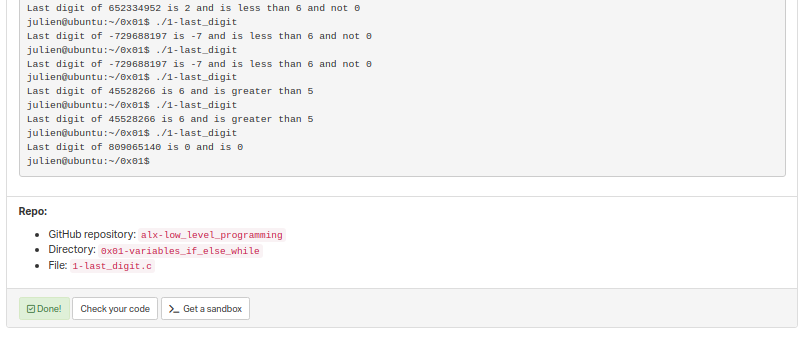 Last digit of 652334952 is 2 and is less than 6 and not 0
julien@ubuntu:~/0x01$ ./1-last_digit
Last digit of -729688197 is -7 and is less than 6 and not 0
julien@ubuntu:~/0x01$ ./1-last_digit
Last digit of -729688197 is -7 and is less than 6 and not 0
julien@ubuntu:~/0x01$ ./1-last_digit
Last digit of 45528266 is 6 and is greater than 5
julien@ubuntu:~/0x01$ ./1-last_digit
Last digit of 45528266 is 6 and is greater than 5
julien@ubuntu:~/0x01$ ./1-last_digit
Last digit of 809065140 is 0 and is 0
julien@ubuntu:~/0x01$
Repo:
GitHub repository: alx-low_level_programming
Directory: 0x01-variables_if_else_while
File: 1-last_digit.c
Done! Check your code Get a sandbox